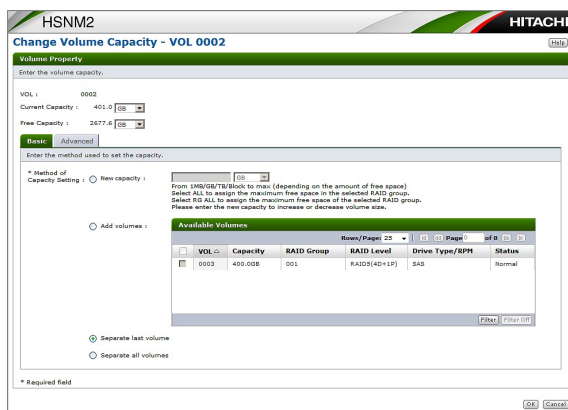 HSNM2
HITACHI
Change Volume Capacity - VOL 0002
Help
Volume Property
Enter the volume capacity.
VOL : 0002
Current Capacity : 401.0 GB
Free Capacity : 2677.6 GB
Basic Advanced
Enter the method used to set the capacity.
* Method of
Capacity Setting : New capacity : GB
From 1MB/GB/TB/Block to max (depending on the amount of free space)
Select ALL to assign the maximum free space in the selected RAID group.
Select RG ALL to assign the maximum free space of the selected RAID group.
Please enter the new capacity to increase or decrease volume size.
Add volumes :
Available Volumes
Rows/Page: 25 Page 0 of 0
VOL Capacity RAID Group RAID Level Drive Type/RPM Status
0003 400.0GB 001 RAID5(4D+1P) SAS Normal
Filter Filter Off
Separate last volume
Separate all volumes
* Required field
OK Cancel